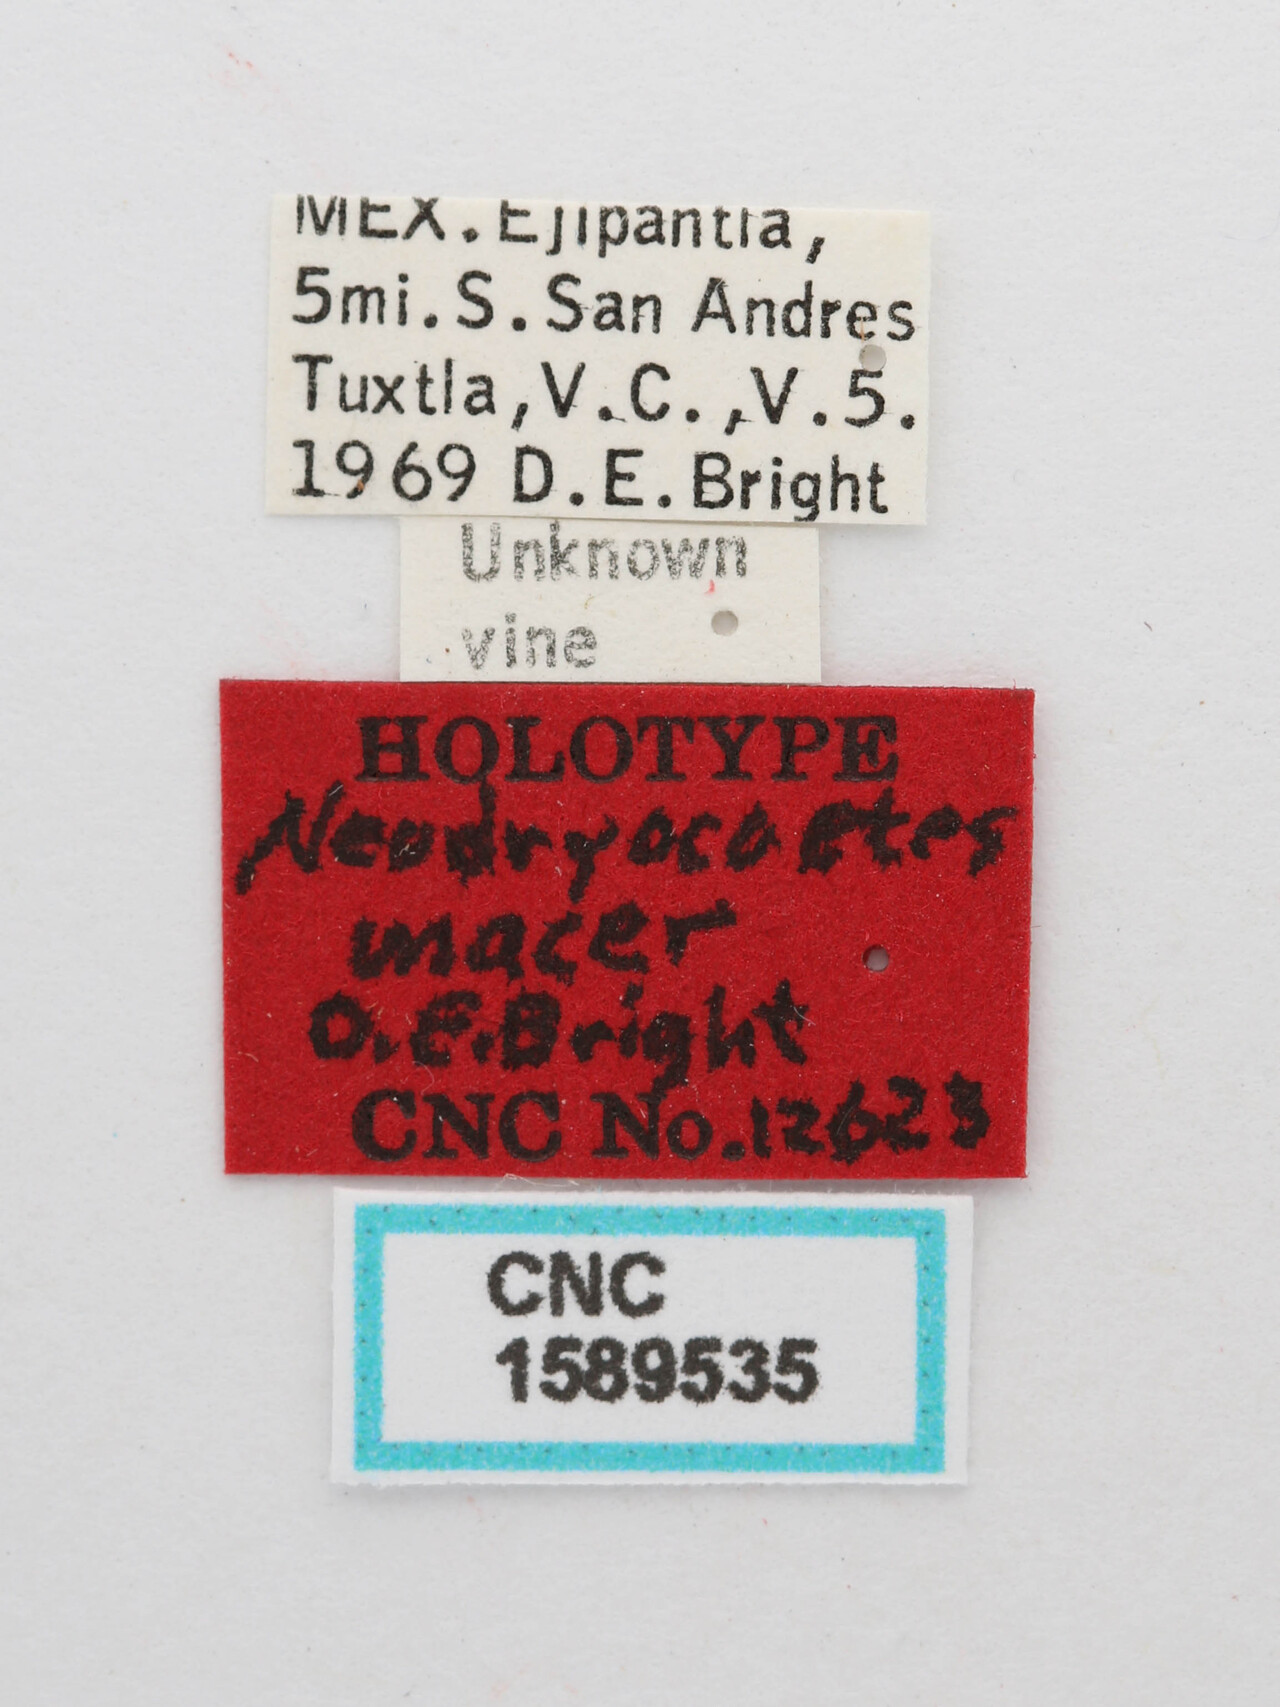 MEX. Ejipantla,
5mi. S. San Andres
Tuxtla, V.C., V.5.
1969 D.E. Bright
Unknown
vine
HOLOTYPE
Neodryocoetes
macer
D.E.Bright
CNC No. 12623
CNC
1589535